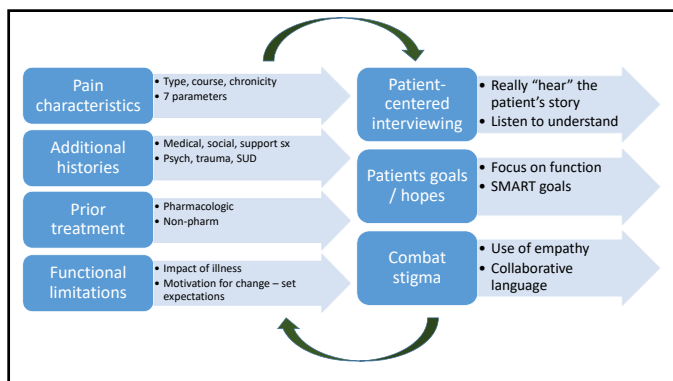 Pain
characteristics
• Type, course, chronicity
• 7 parameters
Additional
histories
• Medical, social, support sx
• Psych, trauma, SUD
Prior
treatment
• Pharmacologic
• Non-pharm
Functional
limitations
• Impact of illness
• Motivation for change – set
expectations
Patient-
centered
interviewing
• Really “hear” the
patient’s story
• Listen to understand
Patients goals
/ hopes
• Focus on function
• SMART goals
Combat
stigma
• Use of empathy
• Collaborative
language